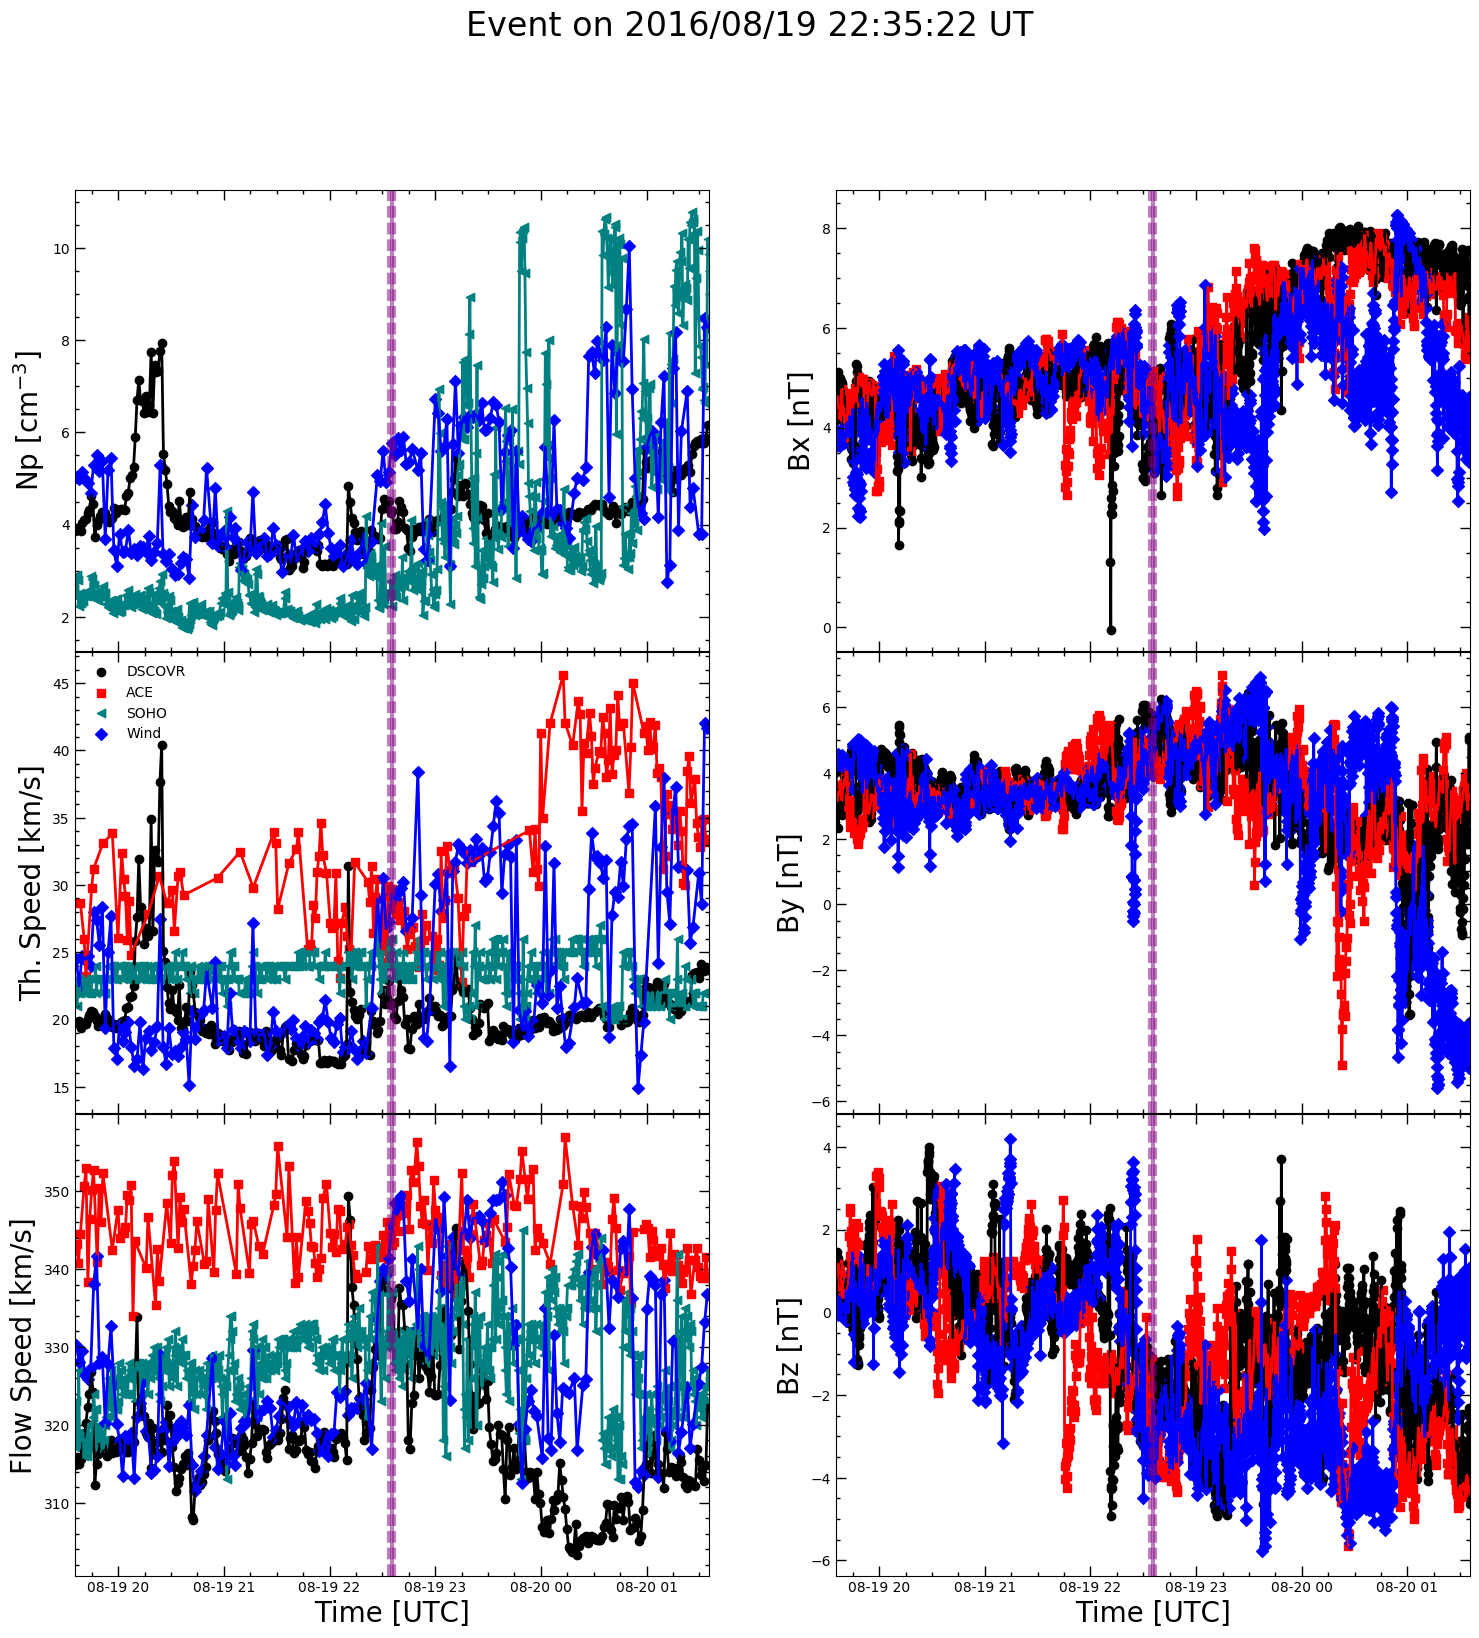 Event on 2016/08/19 22:35:22 UT
Np [cm⁻³]
10
8
6
4
2
Bx [nT]
8
6
4
2
0
DSCOVR
ACE
SOHO
Wind
Th. Speed [km/s]
45
40
35
30
25
20
15
By [nT]
6
4
2
0
−2
−4
−6
Flow Speed [km/s]
350
340
330
320
310
Bz [nT]
4
2
0
−2
−4
−6
08-19 20 08-19 21 08-19 22 08-19 23 08-20 00 08-20 01
Time [UTC]
08-19 20 08-19 21 08-19 22 08-19 23 08-20 00 08-20 01
Time [UTC]